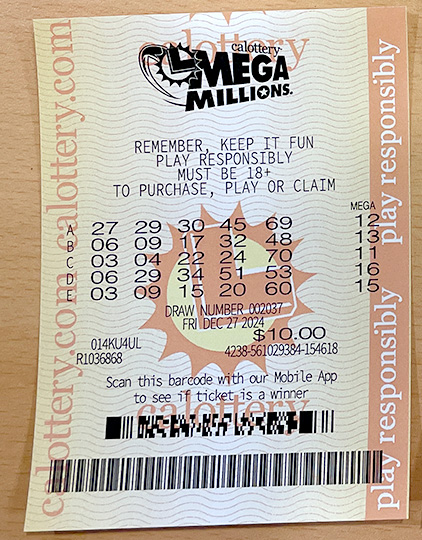 calottery
MEGA
MILLIONS.
REMEMBER, KEEP IT FUN
PLAY RESPONSIBLY
MUST BE 18+
TO PURCHASE, PLAY OR CLAIM
MEGA
A 27 29 30 45 69 12
B 06 09 17 32 48 13
C 03 04 22 24 70 11
D 06 29 34 51 53 16
E 03 09 15 20 60 15
DRAW NUMBER 002037
FRI DEC 27 2024
$10.00
014KU4UL 4238-561029384-154618
R1036868
Scan this barcode with our Mobile App
to see if ticket is a winner
calottery
calottery
calottery.com calottery.com
play responsibly play responsibly